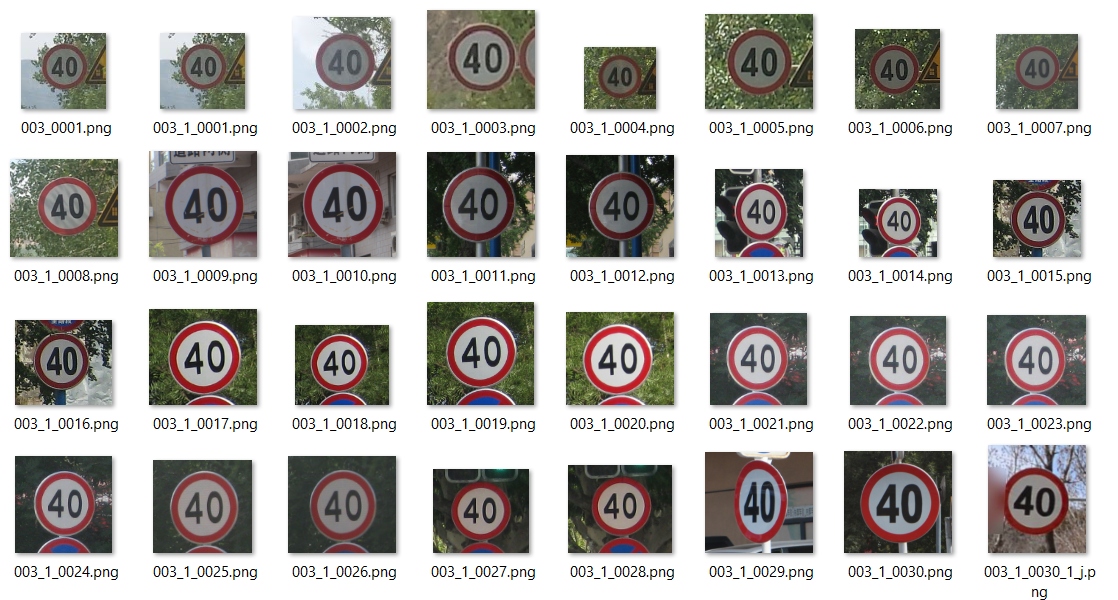 40 40 40 40 40 40 40 40
003_0001.png 003_1_0001.png 003_1_0002.png 003_1_0003.png 003_1_0004.png 003_1_0005.png 003_1_0006.png 003_1_0007.png
40 40 40 40 40 40 40 40
003_1_0008.png 003_1_0009.png 003_1_0010.png 003_1_0011.png 003_1_0012.png 003_1_0013.png 003_1_0014.png 003_1_0015.png
40 40 40 40 40 40 40 40
003_1_0016.png 003_1_0017.png 003_1_0018.png 003_1_0019.png 003_1_0020.png 003_1_0021.png 003_1_0022.png 003_1_0023.png
40 40 40 40 40 40 40 40
003_1_0024.png 003_1_0025.png 003_1_0026.png 003_1_0027.png 003_1_0028.png 003_1_0029.png 003_1_0030.png 003_1_0030_1_j.p
ng